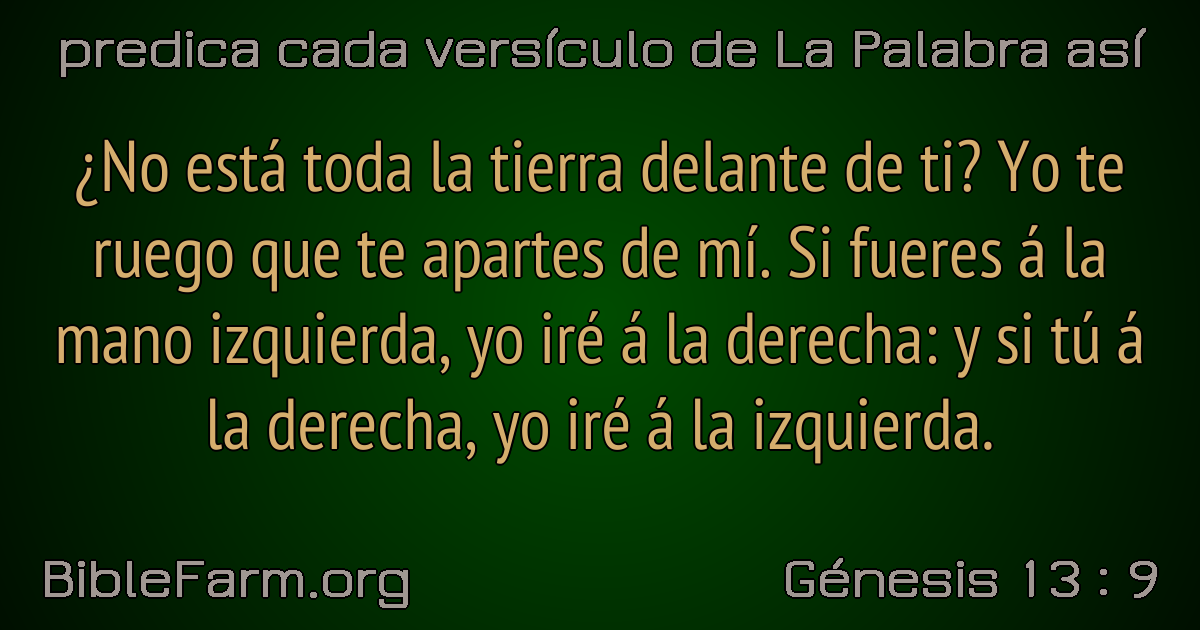 predica cada versículo de La Palabra así
¿No está toda la tierra delante de ti? Yo te
ruego que te apartes de mí. Si fueres á la
mano izquierda, yo iré á la derecha: y si tú á
la derecha, yo iré á la izquierda.
BibleFarm.org
Génesis 13 : 9